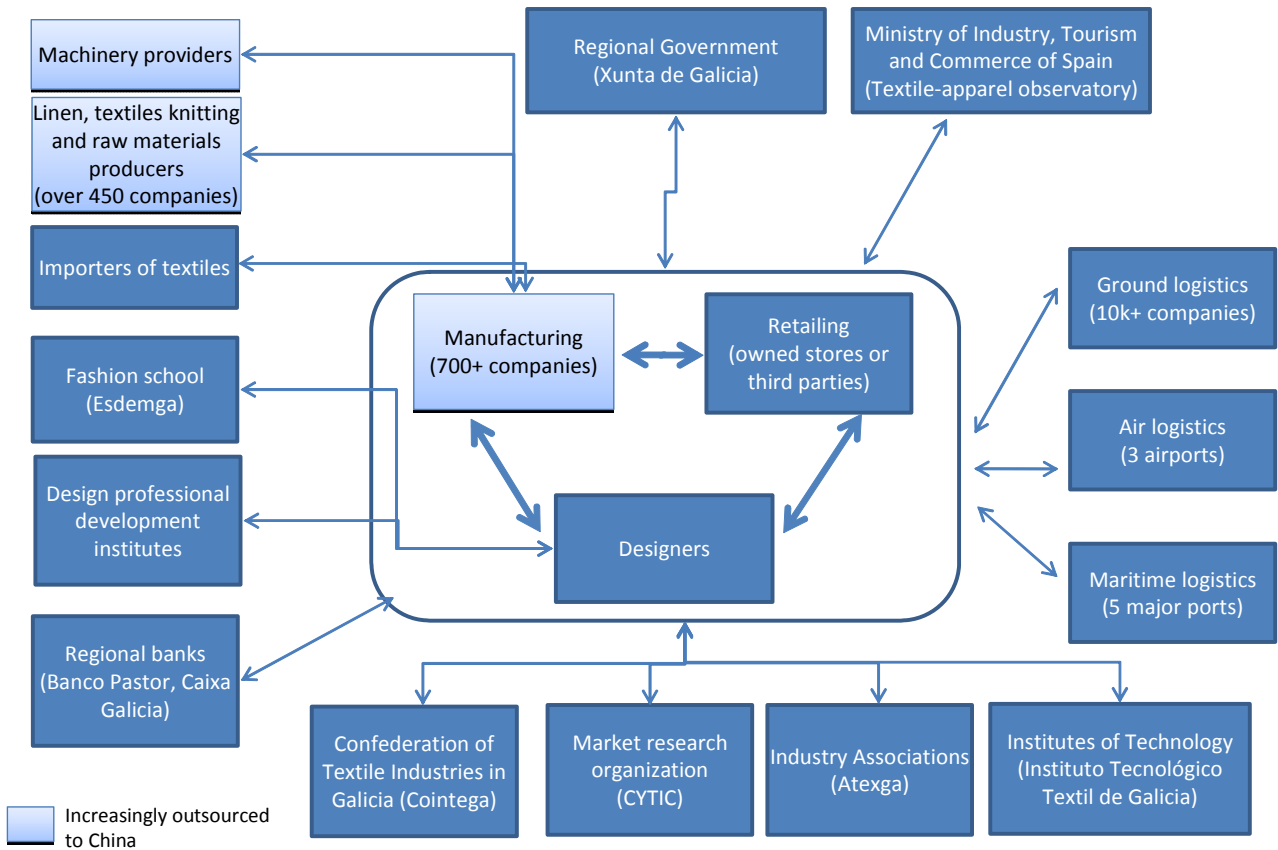 Machinery providers
Linen, textiles knitting
and raw materials
producers
(over 450 companies)
Importers of textiles
Fashion school
(Esdemga)
Design professional
development
institutes
Regional banks
(Banco Pastor, Caixa
Galicia)
Regional Government
(Xunta de Galicia)
Ministry of Industry, Tourism
and Commerce of Spain
(Textile-apparel observatory)
Manufacturing
(700+ companies)
Retailing
(owned stores or
third parties)
Designers
Ground logistics
(10k+ companies)
Air logistics
(3 airports)
Maritime logistics
(5 major ports)
Confederation of
Textile Industries in
Galicia (Cointega)
Market research
organization
(CYTIC)
Industry Associations
(Atexga)
Institutes of Technology
(Instituto Tecnológico
Textil de Galicia)
Increasingly outsourced
to China